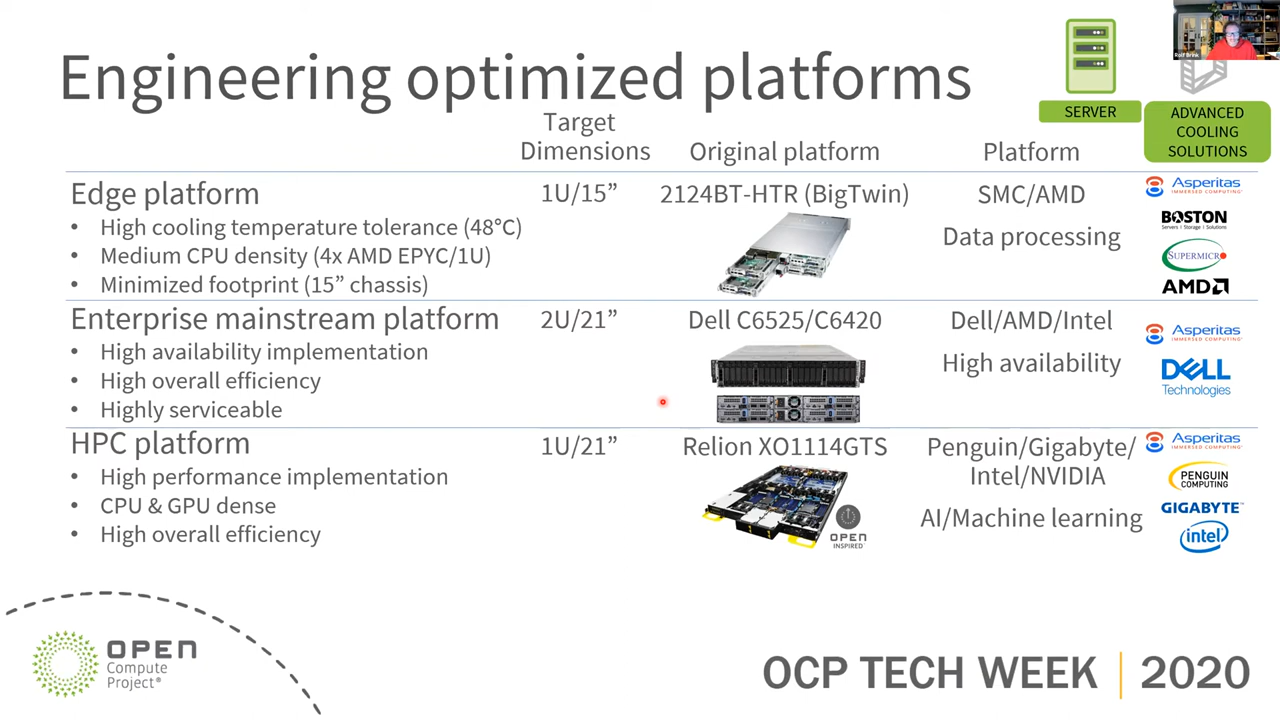 Engineering optimized platforms
SERVER
Rolf Brink
ADVANCED
COOLING
SOLUTIONS
Target
Dimensions
Original platform
Platform
Edge platform
• High cooling temperature tolerance (48°C)
• Medium CPU density (4x AMD EPYC/1U)
• Minimized footprint (15” chassis)
1U/15”
2124BT-HTR (BigTwin)
SMC/AMD
Data processing
Asperitas
IMMERSED COMPUTING®
BOSTON
Servers | Storage | Solutions
SUPERMICR
AMD
Enterprise mainstream platform
• High availability implementation
• High overall efficiency
• Highly serviceable
2U/21”
Dell C6525/C6420
Dell/AMD/Intel
High availability
Asperitas
IMMERSED COMPUTING®
DELL
Technologies
HPC platform
• High performance implementation
• CPU & GPU dense
• High overall efficiency
1U/21”
Relion XO1114GTS
OPEN
INSPIRED™
Penguin/Gigabyte/
Intel/NVIDIA
AI/Machine learning
Asperitas
IMMERSED COMPUTING®
PENGUIN
COMPUTING
GIGABYTE™
intel
OPEN
Compute
Project®
OCP TECH WEEK | 2020